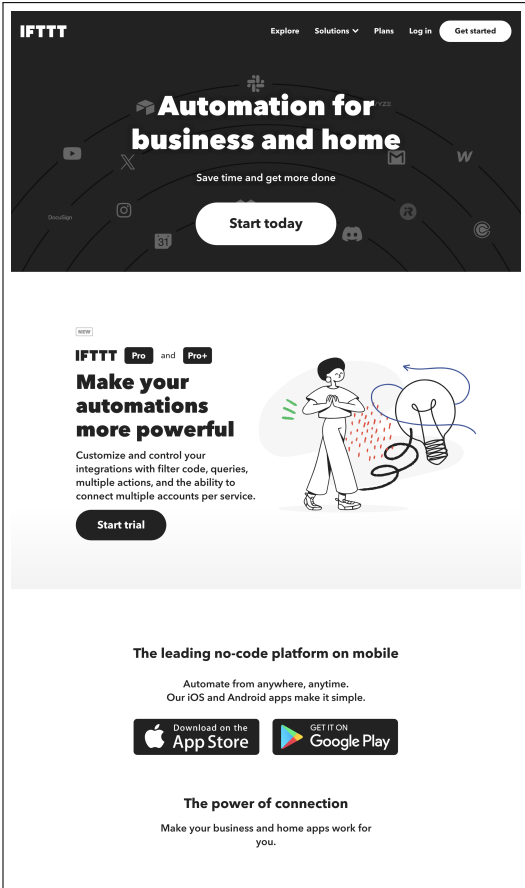 IFTTT
Explore Solutions Plans Log in Get started
Automation for
business and home
Save time and get more done
DocuSign
31
Start today
NEW
IFTTT Pro and Pro+
Make your
automations
more powerful
Customize and control your
integrations with filter code, queries,
multiple actions, and the ability to
connect multiple accounts per service.
Start trial
The leading no-code platform on mobile
Automate from anywhere, anytime.
Our iOS and Android apps make it simple.
Download on the
App Store
GET IT ON
Google Play
The power of connection
Make your business and home apps work for
you.